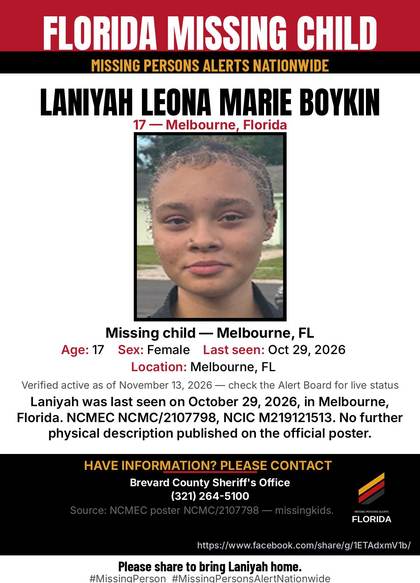 FLORIDA MISSING CHILD
MISSING PERSONS ALERTS NATIONWIDE
LANIYAH LEONA MARIE BOYKIN
17 — Melbourne, Florida
Missing child — Melbourne, FL
Age: 17 Sex: Female Last seen: Oct 29, 2026
Location: Melbourne, FL
Verified active as of November 13, 2026 — check the Alert Board for live status
Laniyah was last seen on October 29, 2026, in Melbourne,
Florida. NCMEC NCMC/2107798, NCIC M219121513. No further
physical description published on the official poster.
HAVE INFORMATION? PLEASE CONTACT
Brevard County Sheriff's Office
(321) 264-5100
Source: NCMEC poster NCMC/2107798 — missingkids.
MISSING PERSONS ALERTS NATIONWIDE
FLORIDA
https://www.facebook.com/share/g/1ETAdxmV1b/
Please share to bring Laniyah home.
#MissingPerson #MissingPersonsAlertNationwide